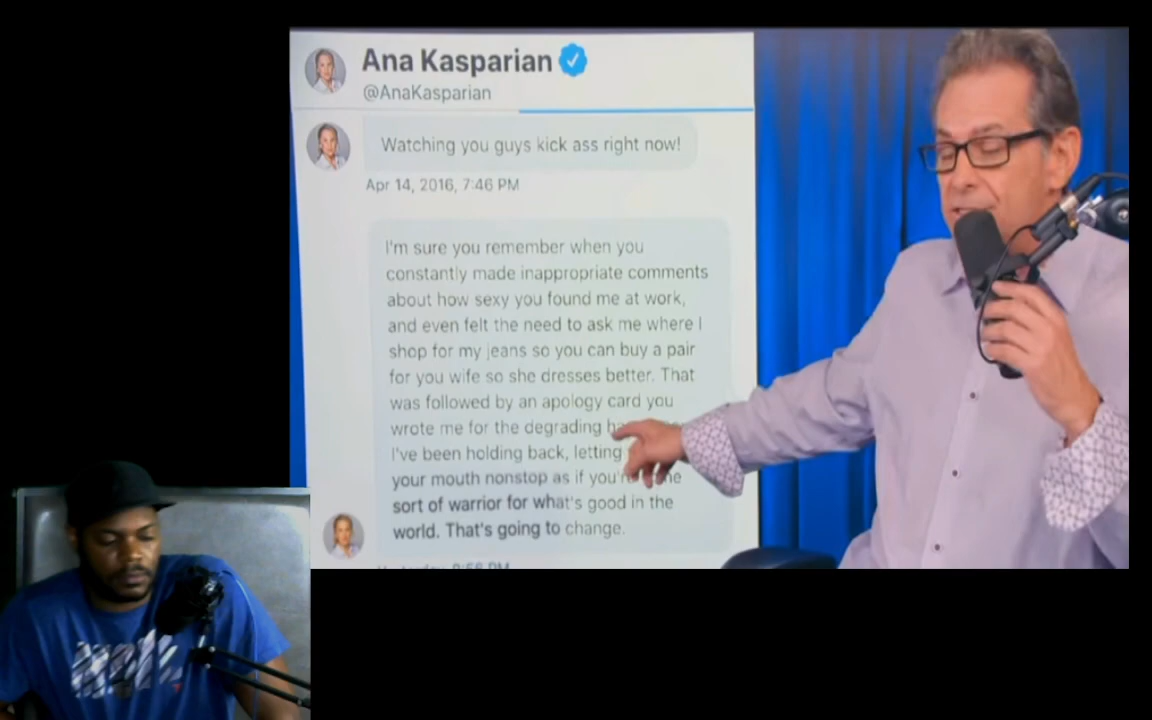 Ana Kasparian
@AnaKasparian
Watching you guys kick ass right now!
Apr 14, 2016, 7:46 PM
I'm sure you remember when you
constantly made inappropriate comments
about how sexy you found me at work,
and even felt the need to ask me where I
shop for my jeans so you can buy a pair
for you wife so she dresses better. That
was followed by an apology card you
wrote me for the degrading
I've been holding back, letting
your mouth nonstop as if
sort of warrior for what's good in the
world. That's going to change.